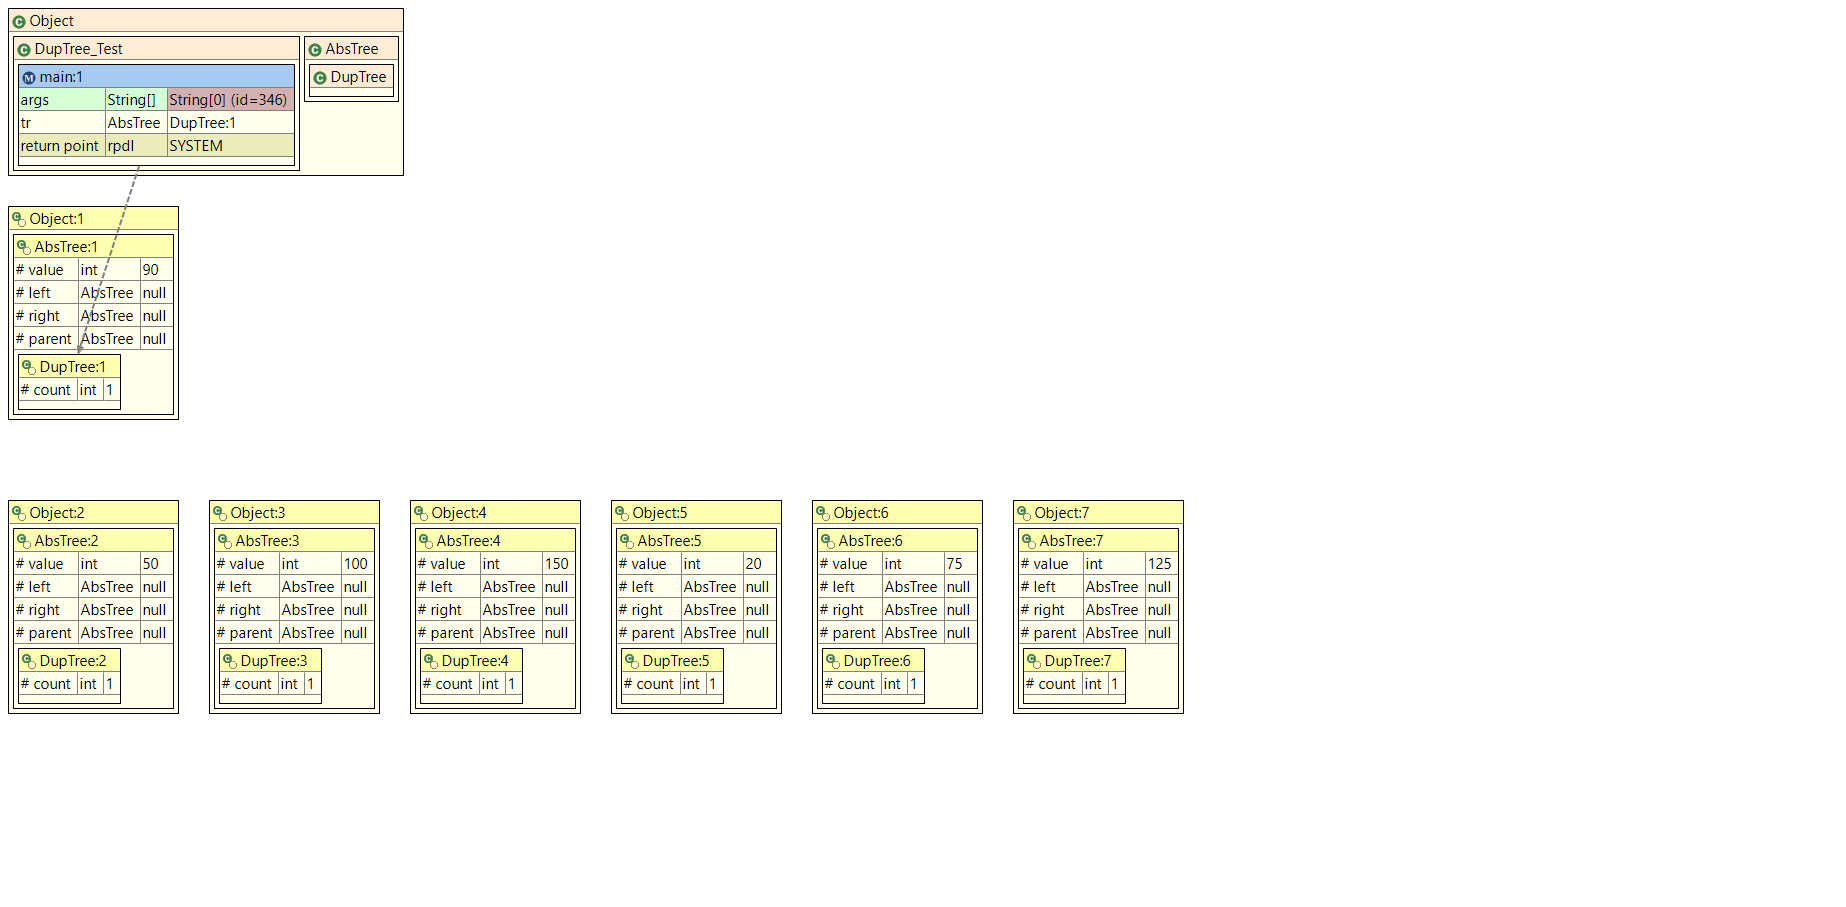 Object
DupTree_Test
AbsTree
main:1
DupTree
args String[] String[0] (id=346)
tr AbsTree DupTree:1
return point rpdl SYSTEM
Object:1
AbsTree:1
# value int 90
# left AbsTree null
# right AbsTree null
# parent AbsTree null
DupTree:1
# count int 1
Object:2
AbsTree:2
# value int 50
# left AbsTree null
# right AbsTree null
# parent AbsTree null
DupTree:2
# count int 1
Object:3
AbsTree:3
# value int 100
# left AbsTree null
# right AbsTree null
# parent AbsTree null
DupTree:3
# count int 1
Object:4
AbsTree:4
# value int 150
# left AbsTree null
# right AbsTree null
# parent AbsTree null
DupTree:4
# count int 1
Object:5
AbsTree:5
# value int 20
# left AbsTree null
# right AbsTree null
# parent AbsTree null
DupTree:5
# count int 1
Object:6
AbsTree:6
# value int 75
# left AbsTree null
# right AbsTree null
# parent AbsTree null
DupTree:6
# count int 1
Object:7
AbsTree:7
# value int 125
# left AbsTree null
# right AbsTree null
# parent AbsTree null
DupTree:7
# count int 1